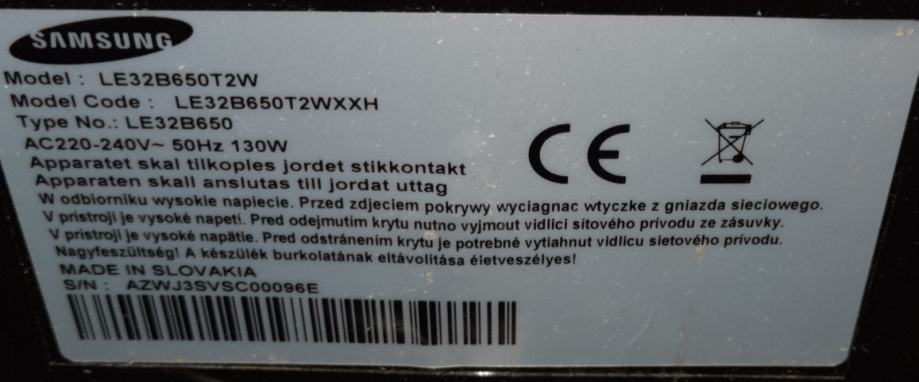 SAMSUNG
Model : LE32B650T2W
Model Code : LE32B650T2WXXH
Type No.: LE32B650
AC220-240V~ 50Hz 130W
Apparatet skal tilkoples jordet stikkontakt
Apparaten skall anslutas till jordat uttag
W odbiorniku wysokie napiecie. Przed zdjeciem pokrywy wyciagnac wtyczke z gniazda sieciowego.
V prístroji je vysoké napetí. Pred odejmutím krytu nutno vyjmout vidlici sítového prívodu ze zásuvky.
V prístroji je vysoké napätie. Pred odstránením krytu je potrebné vytiahnut vidlicu sietového prívodu.
Nagyfeszültség! A készülék burkolatának eltávolítása életveszélyes!
MADE IN SLOVAKIA
S/N : AZWJ3SVSC00096E
CE